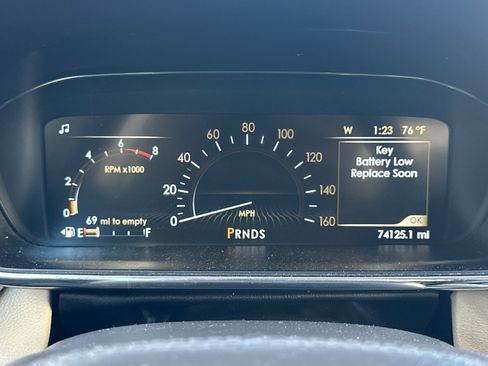 W 1:23 76 °F
Key
Battery Low
Replace Soon
OK
8
6
4
2
0
RPM x1000
69 mi to empty
E F
0
20
40
60
80
100
120
140
160
MPH
PRNDS
74125.1 mi